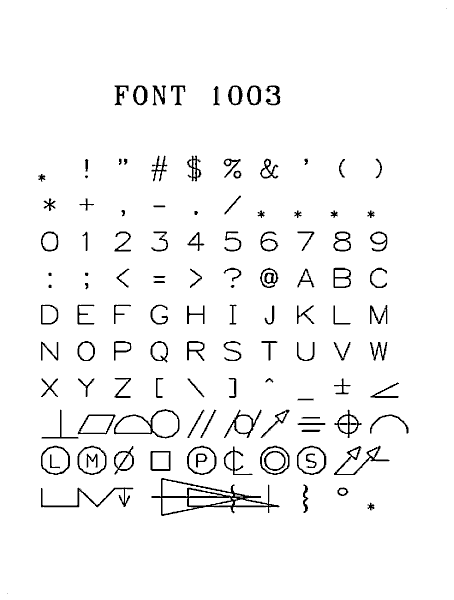 FONT 1003
* ! " # $ % & ' ( )
* + , - . / * * * *
0 1 2 3 4 5 6 7 8 9
: ; < = > ? @ A B C
D E F G H I J K L M
N O P Q R S T U V W
X Y Z [ \ ] ^ _ ± ∠
⊥ ▱ ⌓ ○ // ⌭ ↗ ⌯ ⌖ ⌒
Ⓛ Ⓜ ⌀ □ Ⓟ ℄ ◎ Ⓢ ⌰
⌴ ⌵ ↧ ° *